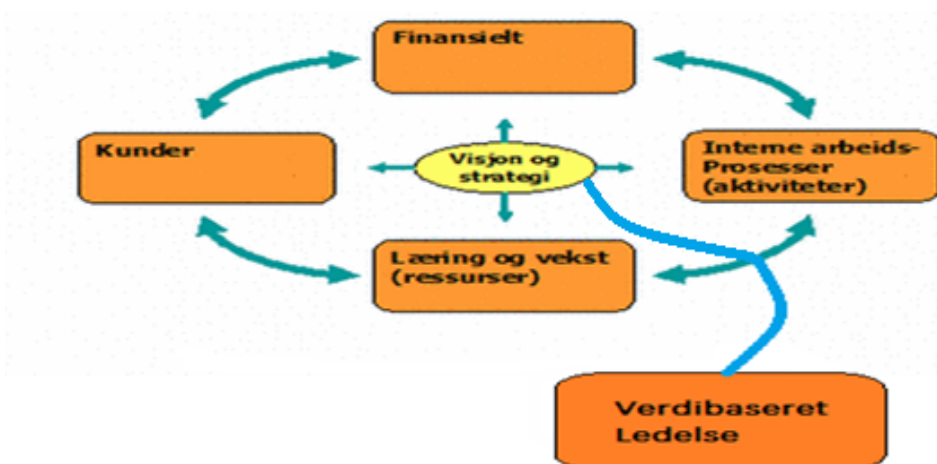 Finansielt
Kunder
Visjon og
strategi
Interne arbeids-
Prosesser
(aktiviteter)
Læring og vekst
(ressurser)
Verdibaseret
Ledelse